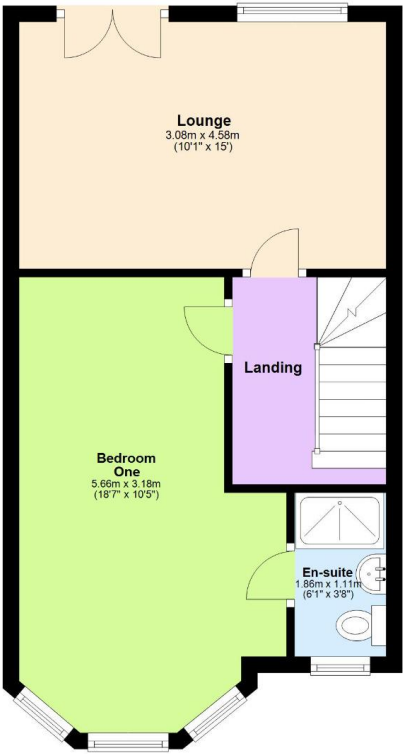 Lounge
3.08m x 4.58m
(10'1" x 15')
Landing
Bedroom
One
5.66m x 3.18m
(18'7" x 10'5")
En-suite
1.86m x 1.11m
(6'1" x 3'8")